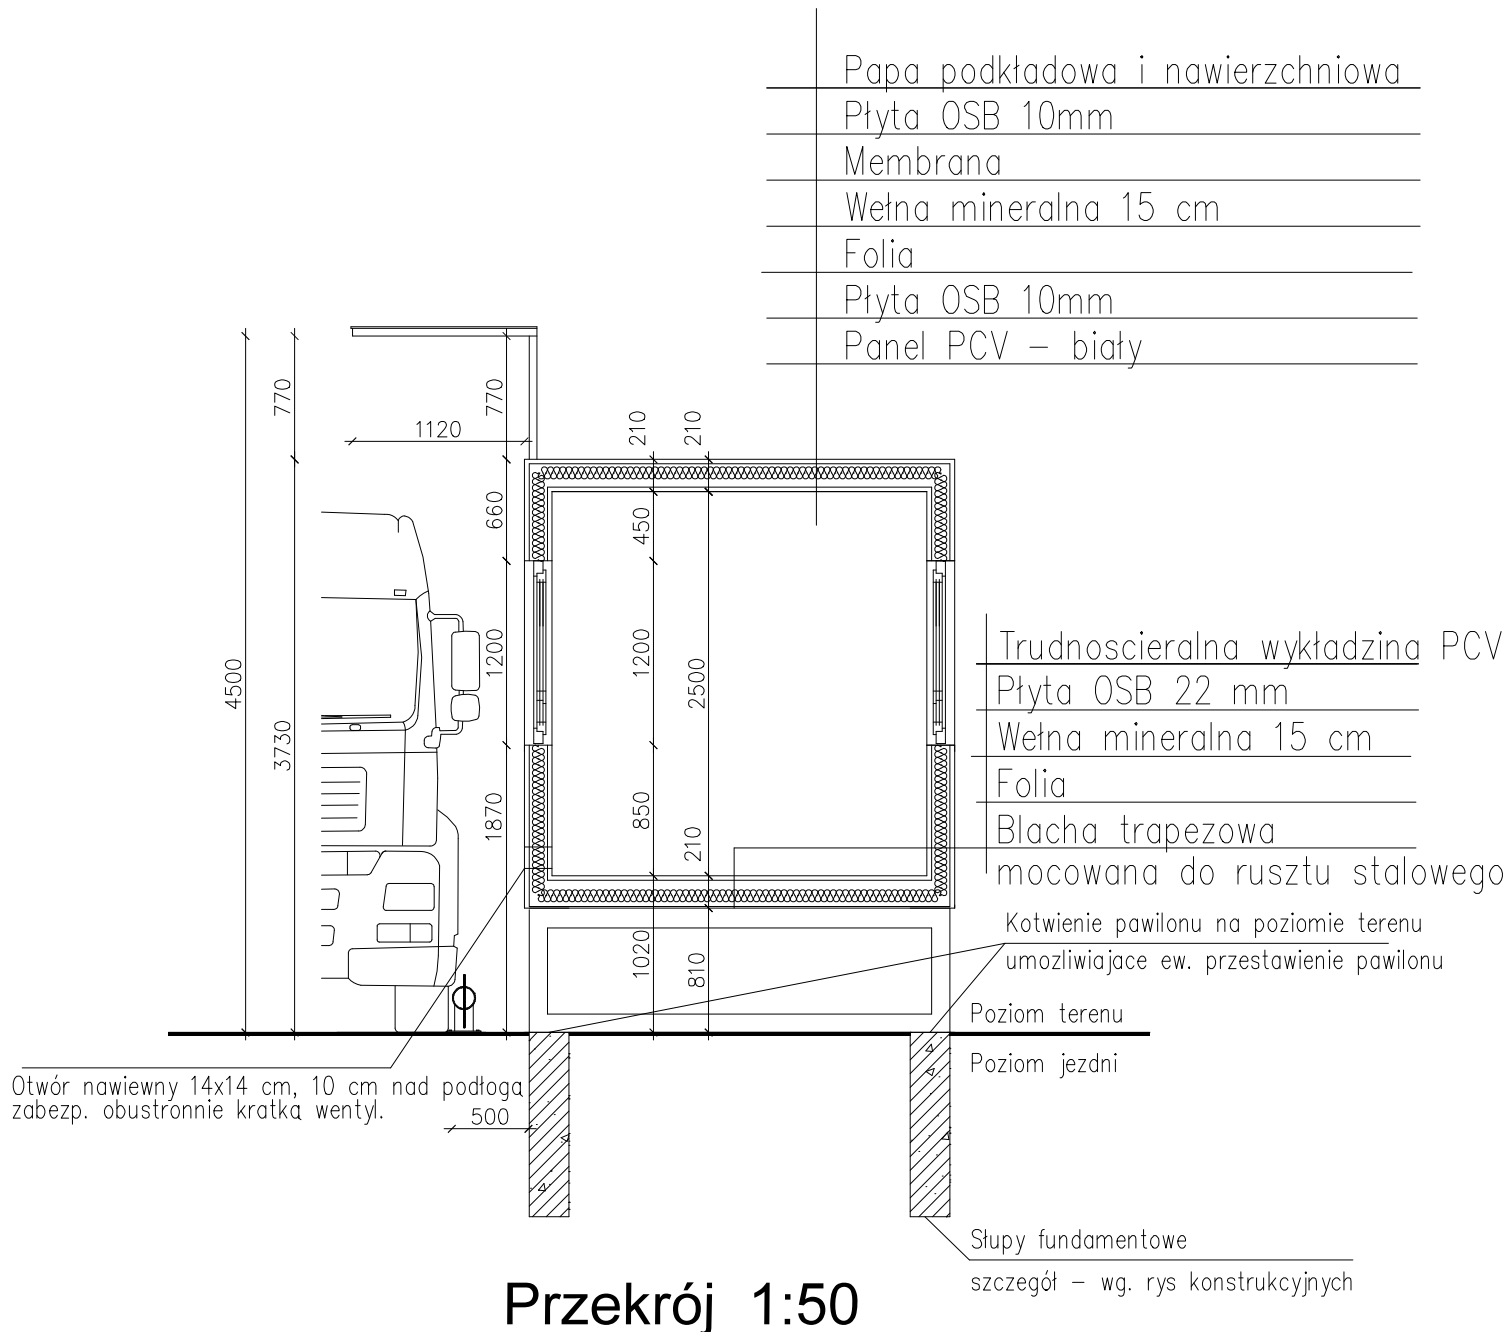 Papa podkładowa i nawierzchniowa
Płyta OSB 10mm
Membrana
Wełna mineralna 15 cm
Folia
Płyta OSB 10mm
Panel PCV – biały
770
770
1120
210
210
660
450
4500
3730
1200
1200
2500
1870
850
210
1020
810
Trudnoscieralna wykładzina PCV
Płyta OSB 22 mm
Wełna mineralna 15 cm
Folia
Blacha trapezowa
mocowana do rusztu stalowego
Kotwienie pawilonu na poziomie terenu
umozliwiajace ew. przestawienie pawilonu
Poziom terenu
Poziom jezdni
Otwór nawiewny 14x14 cm, 10 cm nad podłogą
zabezp. obustronnie kratką wentyl.
500
Słupy fundamentowe
szczegół – wg. rys konstrukcyjnych
Przekrój 1:50